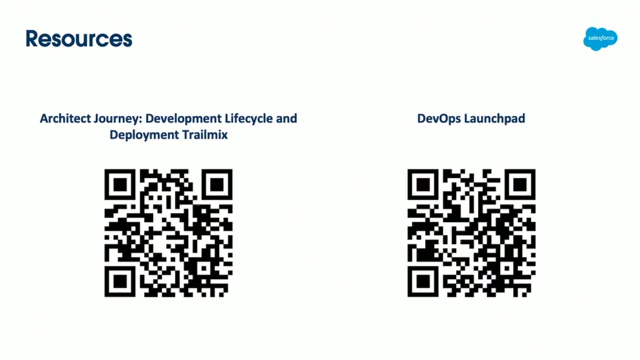 Resources
salesforce
Architect Journey: Development Lifecycle and
Deployment Trailmix
DevOps Launchpad